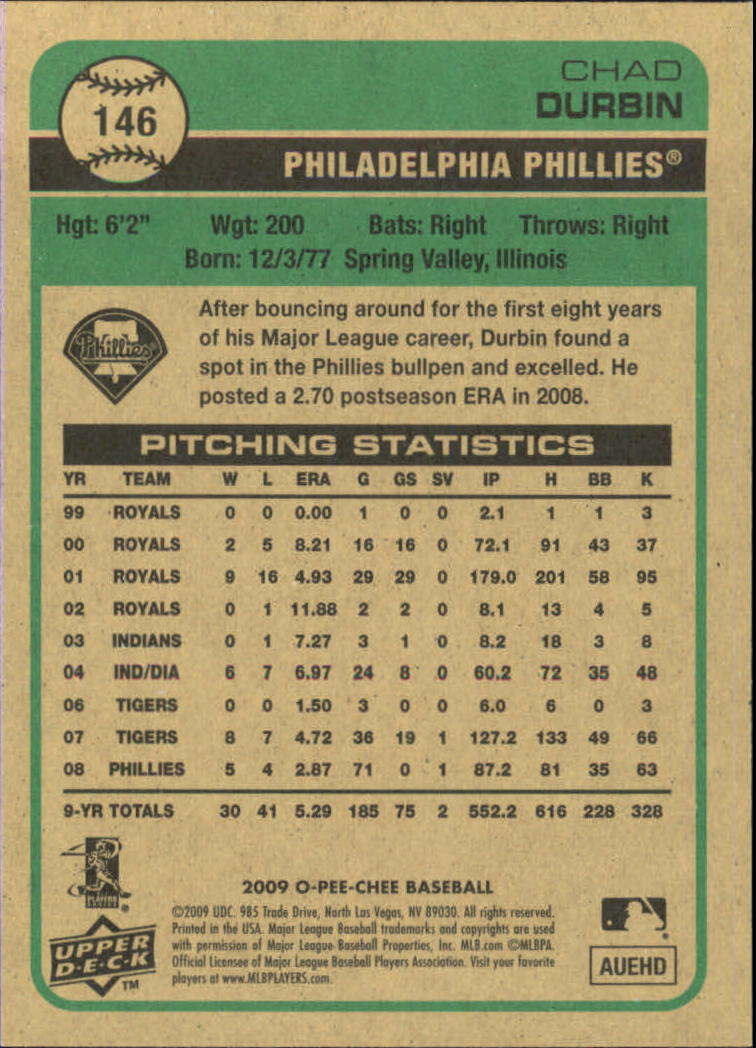 146
CHAD
DURBIN
PHILADELPHIA PHILLIES®
Hgt: 6'2" Wgt: 200 Bats: Right Throws: Right
Born: 12/3/77 Spring Valley, Illinois
Phillies
After bouncing around for the first eight years
of his Major League career, Durbin found a
spot in the Phillies bullpen and excelled. He
posted a 2.70 postseason ERA in 2008.
PITCHING STATISTICS
YR TEAM W L ERA G GS SV IP H BB K
99 ROYALS 0 0 0.00 1 0 0 2.1 1 1 3
00 ROYALS 2 5 8.21 16 16 0 72.1 91 43 37
01 ROYALS 9 16 4.93 29 29 0 179.0 201 58 95
02 ROYALS 0 1 11.88 2 2 0 8.1 13 4 5
03 INDIANS 0 1 7.27 3 1 0 8.2 18 3 8
04 IND/DIA 6 7 6.97 24 8 0 60.2 72 35 48
06 TIGERS 0 0 1.50 3 0 0 6.0 6 0 3
07 TIGERS 8 7 4.72 36 19 1 127.2 133 49 66
08 PHILLIES 5 4 2.87 71 0 1 87.2 81 35 63
9-YR TOTALS 30 41 5.29 185 75 2 552.2 616 228 328
2009 O-PEE-CHEE BASEBALL
©2009 UDC. 985 Trade Drive, North Las Vegas, NV 89030. All rights reserved.
Printed in the USA. Major League Baseball trademarks and copyrights are used
with permission of Major League Baseball Properties, Inc. MLB.com ©MLBPA.
Official Licensee of Major League Baseball Players Association. Visit your favorite
players at www.MLBPLAYERS.com.
UPPER
D·E·C·K
TM
AUEHD